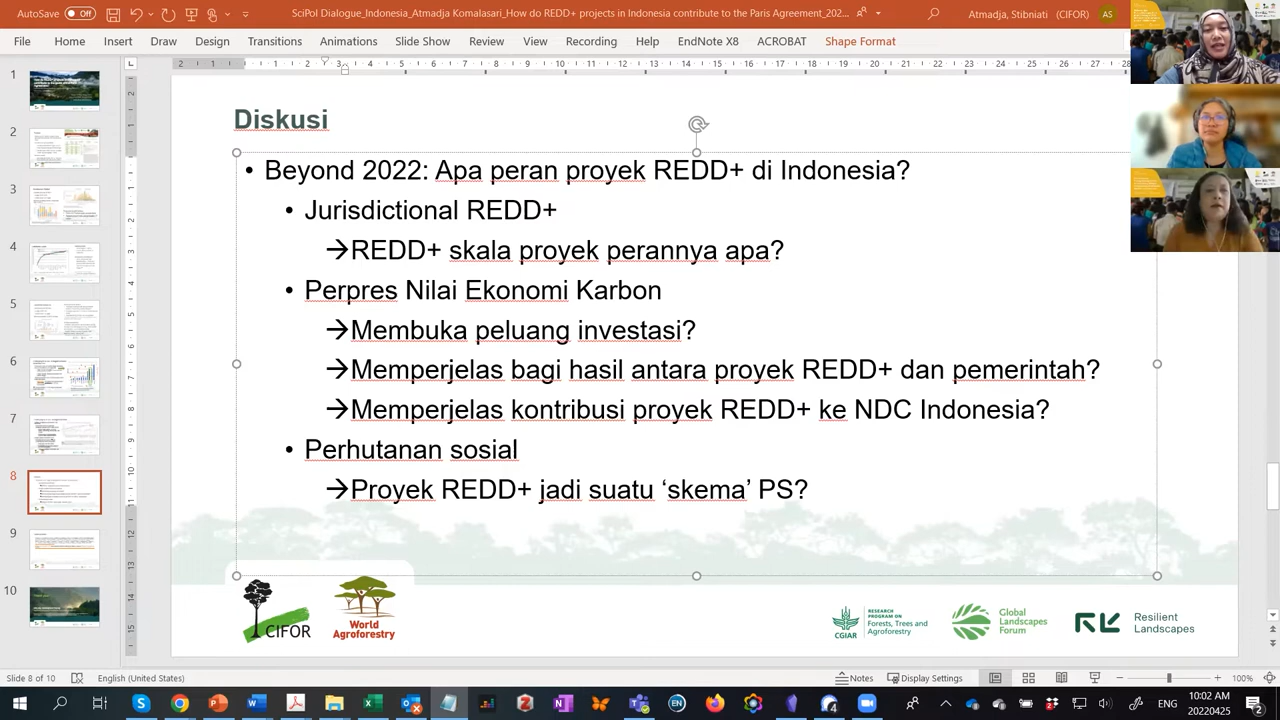 SciPol Dialogue_Indonesia_Atmadja Komalasari_How do REDD+ projects in Indonesia contribute to the Paris Agreement_202...
Atmadja, Stibniati (CIFOR)
AS
File Home Insert Draw Design Transitions Animations Slide Show Review View Recording Help EndNote X8 ACROBAT Shape Format
Diskusi
• Beyond 2022: Apa peran proyek REDD+ di Indonesia?
• Jurisdictional REDD+
→REDD+ skala proyek perannya apa?
• Perpres Nilai Ekonomi Karbon
→Membuka peluang investasi?
→Memperjelas bagi hasil antara proyek REDD+ dan pemerintah?
→Memperjelas kontribusi proyek REDD+ ke NDC Indonesia?
• Perhutanan sosial
→Proyek REDD+ jadi suatu ‘skema’ PS?
CIFOR
World
Agroforestry
CGIAR
RESEARCH
PROGRAM ON
Forests, Trees and
Agroforestry
Global
Landscapes
Forum
Resilient
Landscapes
Slide 8 of 10
English (United States)
Notes
Display Settings
100%
10:02 AM
ENG
20220425
2